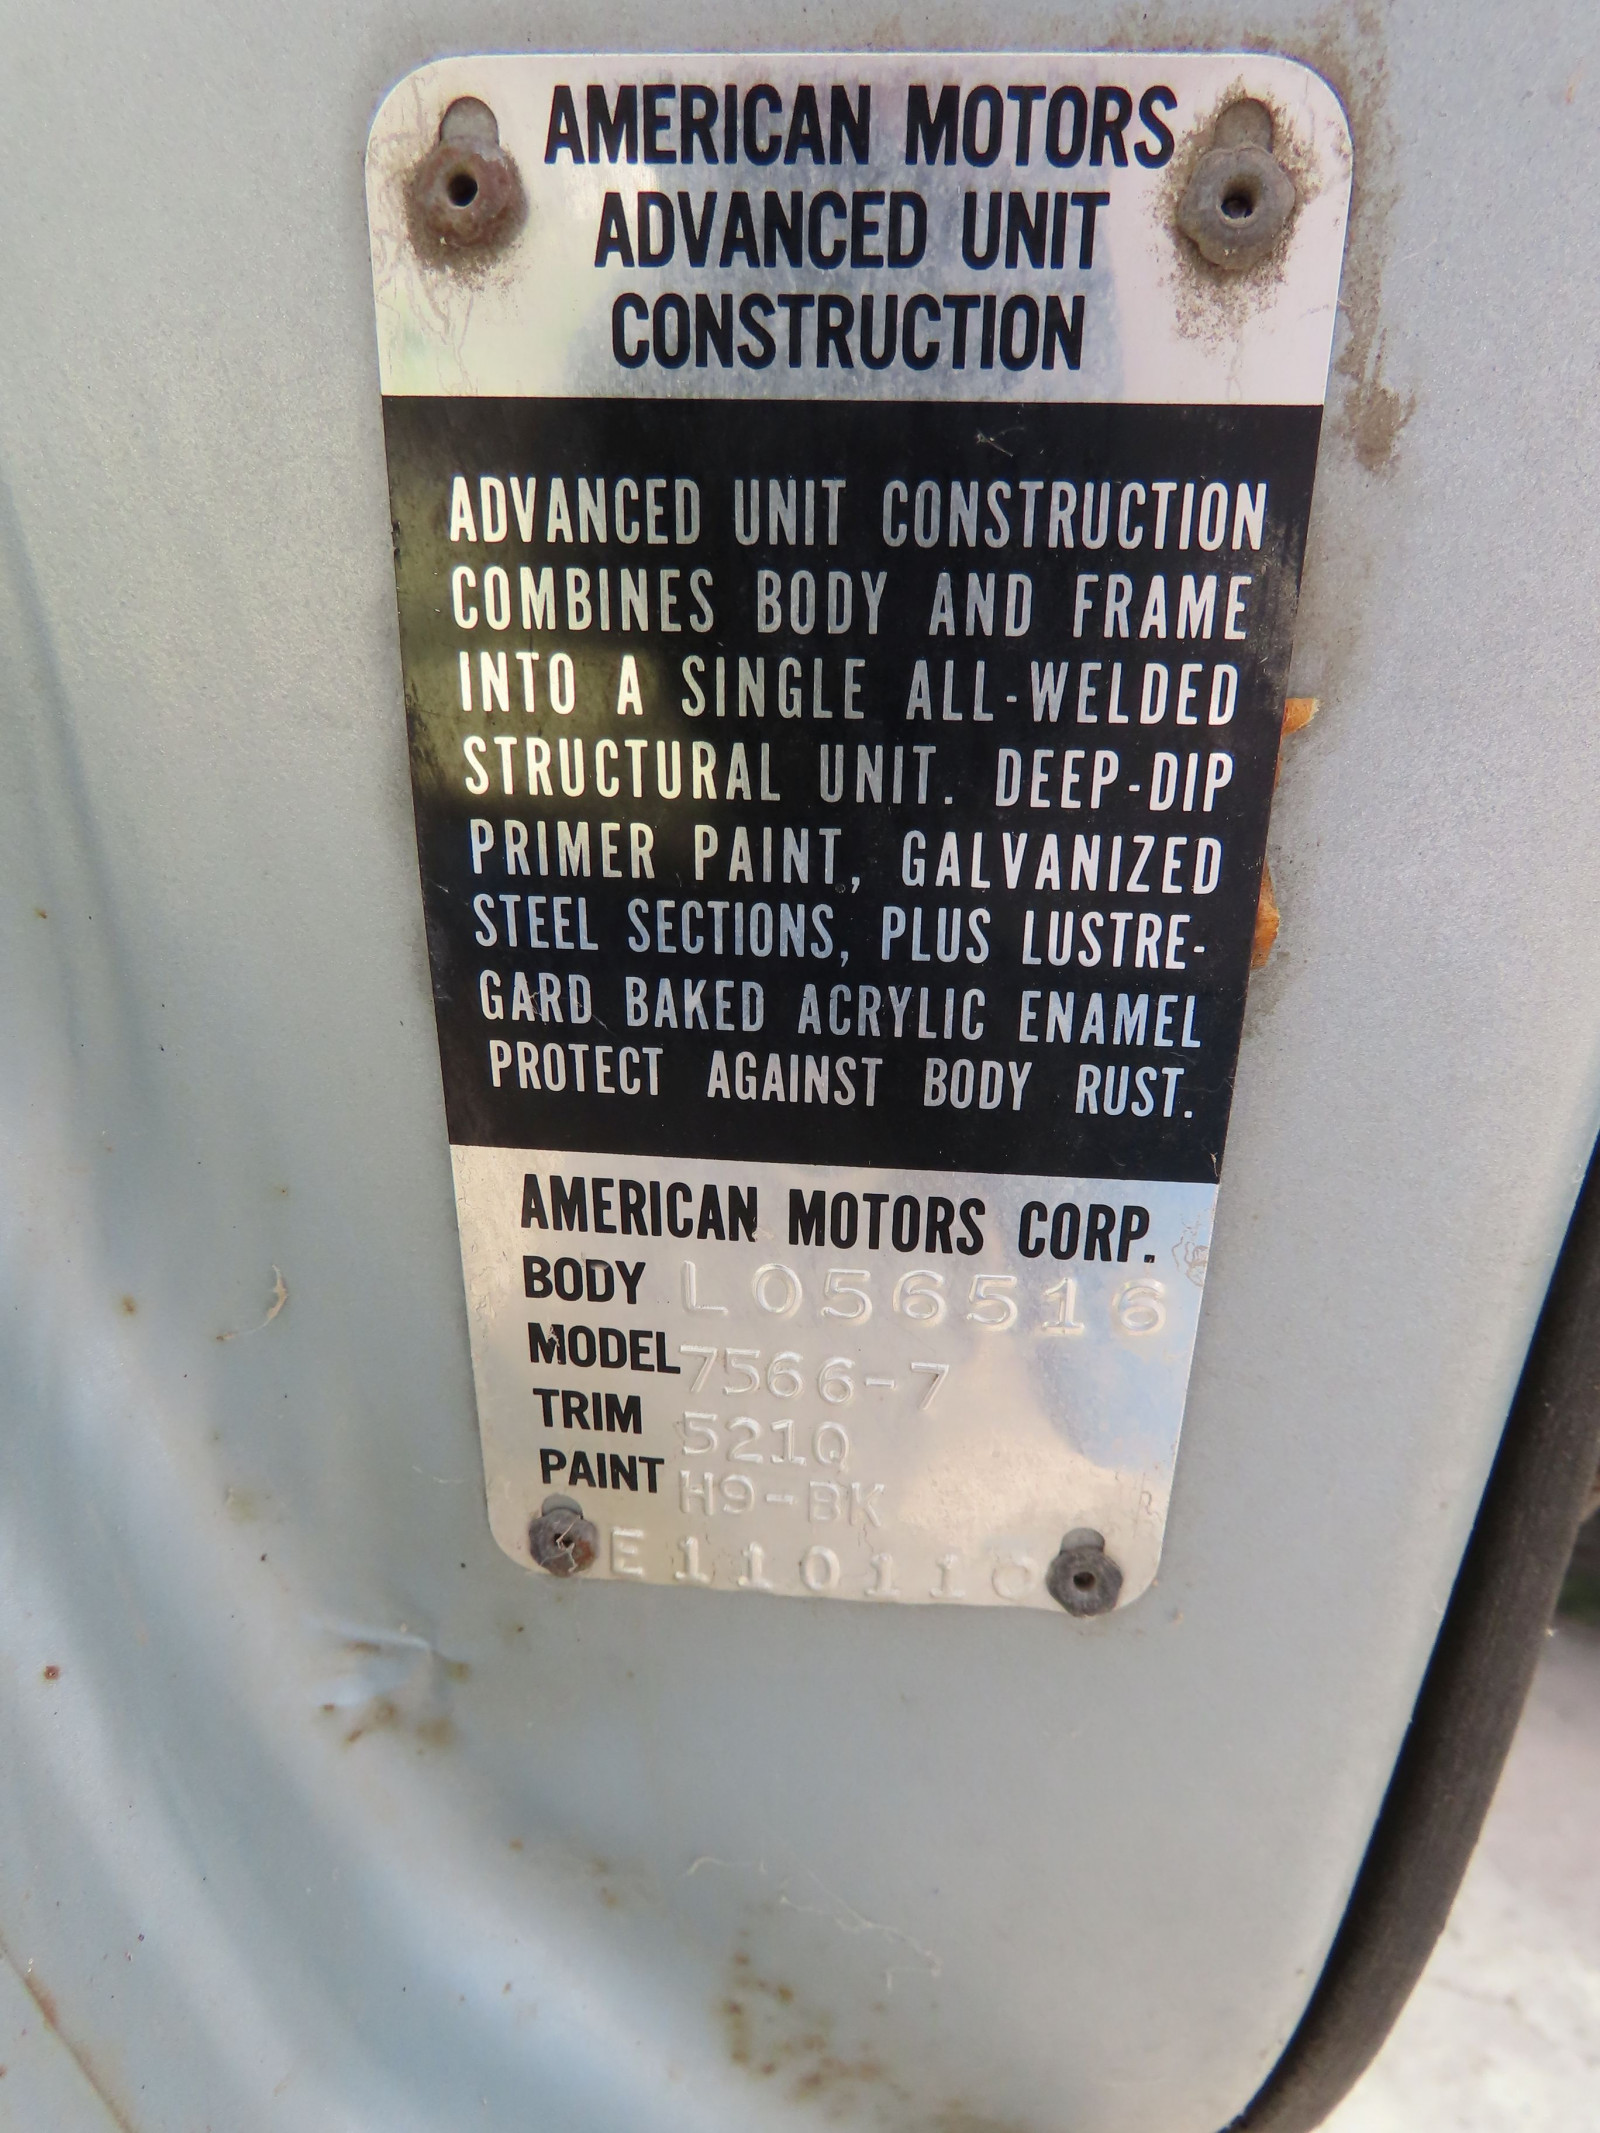 AMERICAN MOTORS
ADVANCED UNIT
CONSTRUCTION
ADVANCED UNIT CONSTRUCTION
COMBINES BODY AND FRAME
INTO A SINGLE ALL-WELDED
STRUCTURAL UNIT. DEEP-DIP
PRIMER PAINT, GALVANIZED
STEEL SECTIONS, PLUS LUSTRE-
GARD BAKED ACRYLIC ENAMEL
PROTECT AGAINST BODY RUST.
AMERICAN MOTORS CORP.
BODY L056516
MODEL 7566-7
TRIM 521Q
PAINT H9-BK